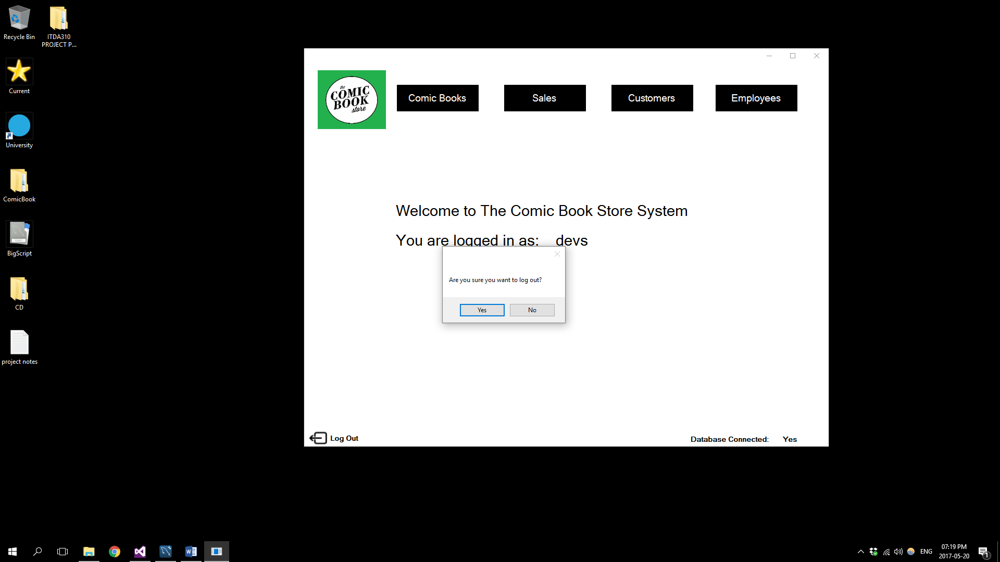 Recycle Bin
ITDA310
PROJECT P...
Current
University
ComicBook
BigScript
CD
project notes
the
COMIC
BOOK
store
Comic Books
Sales
Customers
Employees
Welcome to The Comic Book Store System
You are logged in as: devs
Are you sure you want to log out?
Yes
No
Log Out
Database Connected: Yes
ENG
07:19 PM
2017-05-20
1